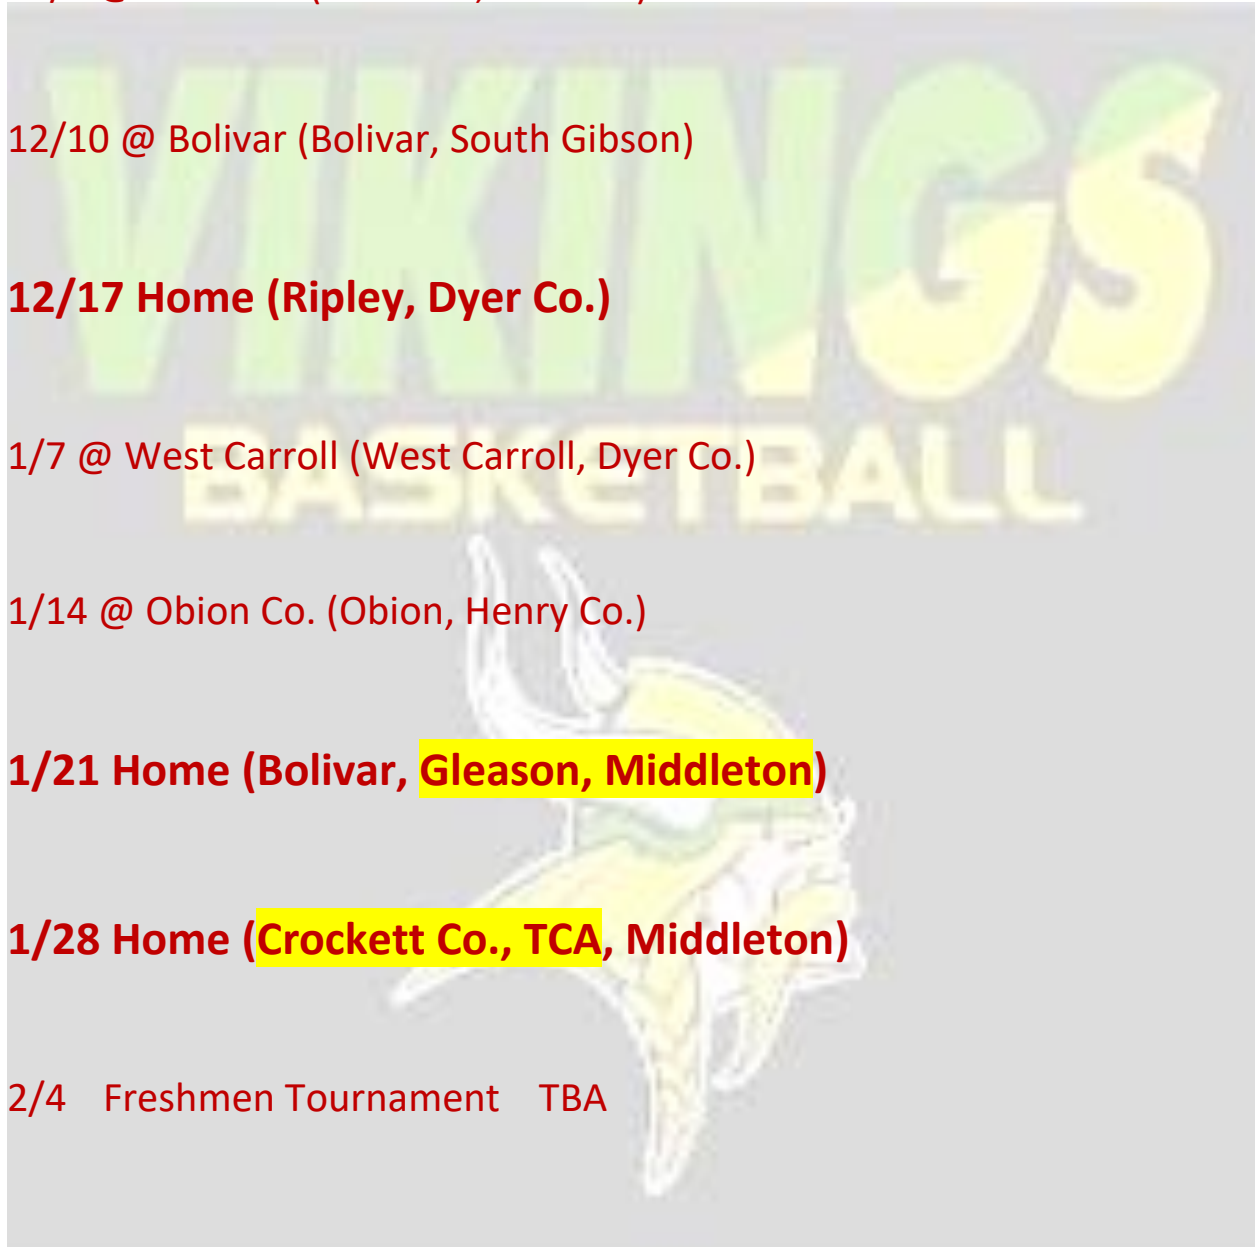 VIKINGS
12/10 @ Bolivar (Bolivar, South Gibson)
12/17 Home (Ripley, Dyer Co.)
1/7 @ West Carroll (West Carroll, Dyer Co.)
BASKETBALL
1/14 @ Obion Co. (Obion, Henry Co.)
1/21 Home (Bolivar, Gleason, Middleton)
1/28 Home (Crockett Co., TCA, Middleton)
2/4 Freshmen Tournament TBA